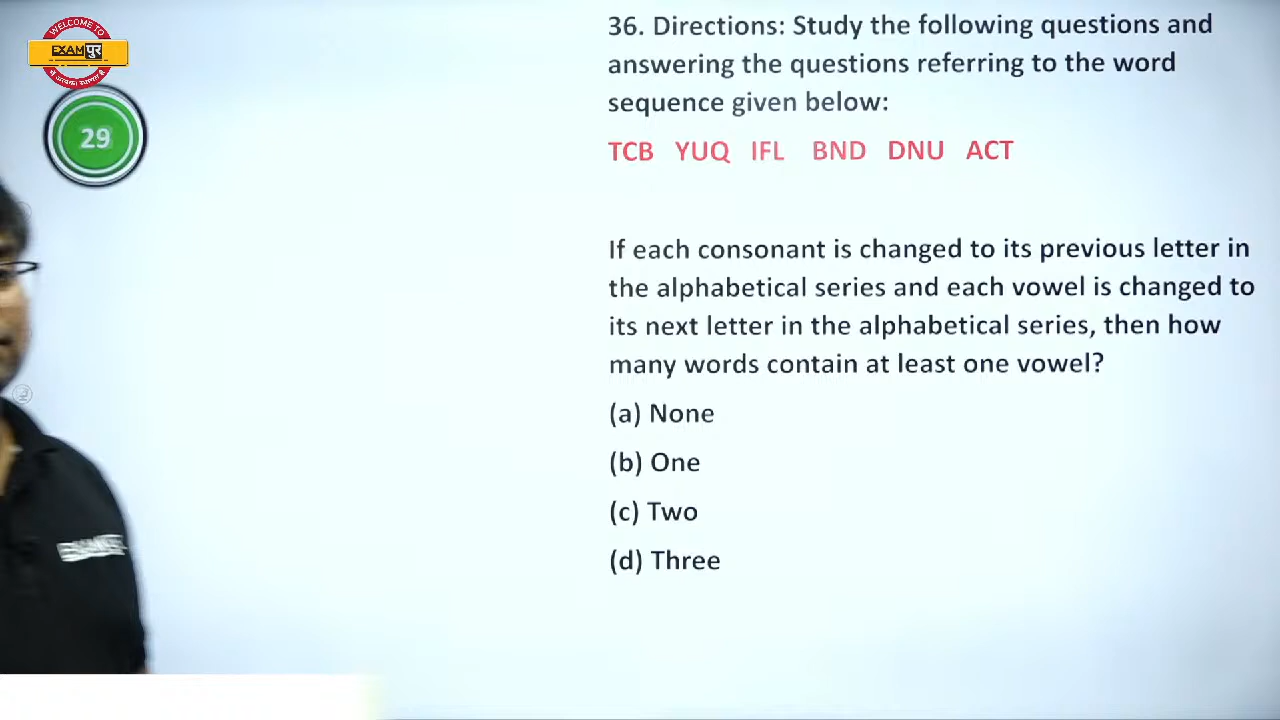 WELCOME TO
EXAMपुर
29
36. Directions: Study the following questions and
answering the questions referring to the word
sequence given below:
TCB YUQ IFL BND DNU ACT
If each consonant is changed to its previous letter in
the alphabetical series and each vowel is changed to
its next letter in the alphabetical series, then how
many words contain at least one vowel?
(a) None
(b) One
(c) Two
(d) Three